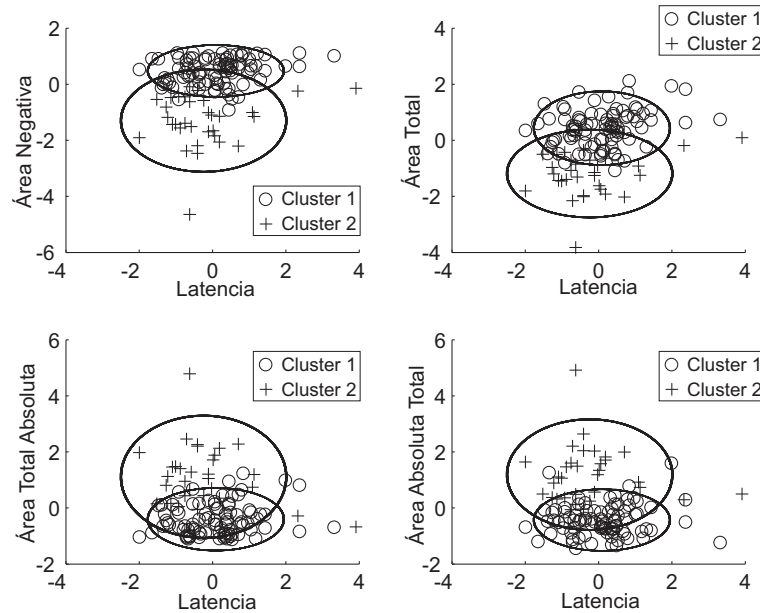 2
0
-2
-4
-6
Área Negativa
-4 -2 0 2 4
Latencia
Cluster 1
Cluster 2
4
2
0
-2
-4
Área Total
-4 -2 0 2 4
Latencia
Cluster 1
Cluster 2
6
4
2
0
-2
Área Total Absoluta
-4 -2 0 2 4
Latencia
Cluster 1
Cluster 2
6
4
2
0
-2
Área Absoluta Total
-4 -2 0 2 4
Latencia
Cluster 1
Cluster 2